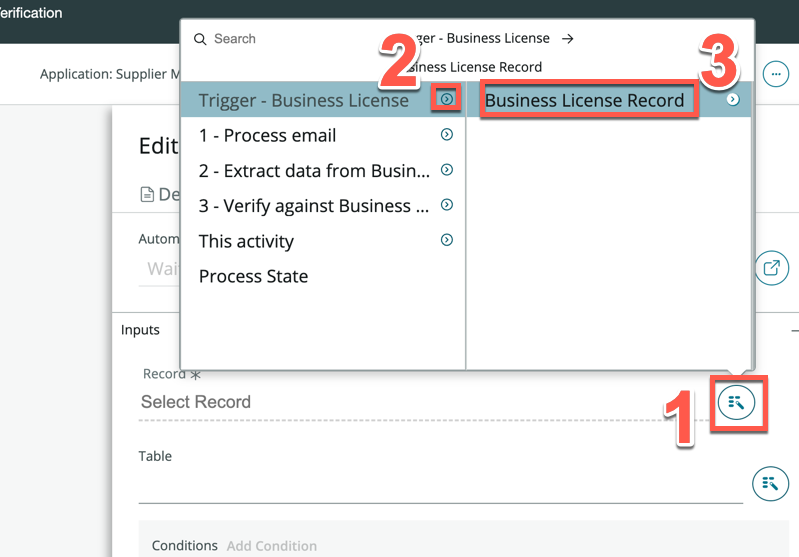 erification
Search
ger - Business License
siness License Record
Application: Supplier M
2
3
Trigger - Business License
Business License Record
1 - Process email
Edit
2 - Extract data from Busin...
De
3 - Verify against Business ...
Autom
This activity
Wai
Process State
Inputs
Record
Select Record
1
Table
Conditions Add Condition